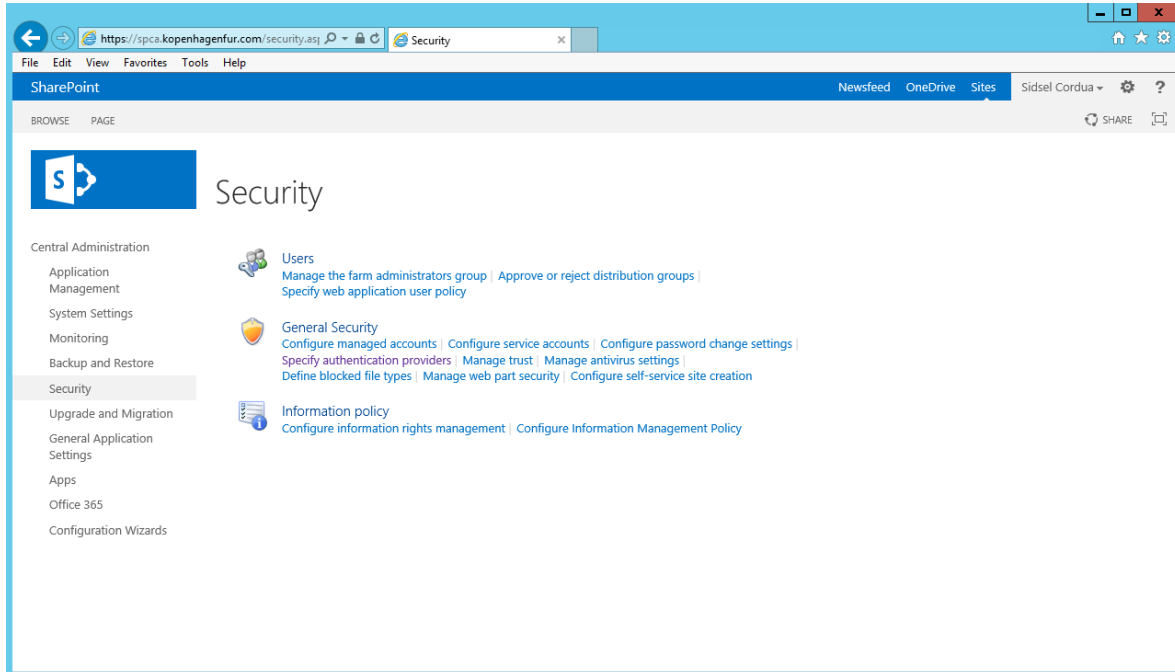 https://spca.kopenhagenfur.com/security.as
Security
File Edit View Favorites Tools Help
SharePoint
Newsfeed OneDrive Sites Sidsel Cordua ?
BROWSE PAGE
SHARE
S
Security
Central Administration
Application
Management
System Settings
Monitoring
Backup and Restore
Security
Upgrade and Migration
General Application
Settings
Apps
Office 365
Configuration Wizards
Users
Manage the farm administrators group | Approve or reject distribution groups |
Specify web application user policy
General Security
Configure managed accounts | Configure service accounts | Configure password change settings |
Specify authentication providers | Manage trust | Manage antivirus settings |
Define blocked file types | Manage web part security | Configure self-service site creation
Information policy
Configure information rights management | Configure Information Management Policy